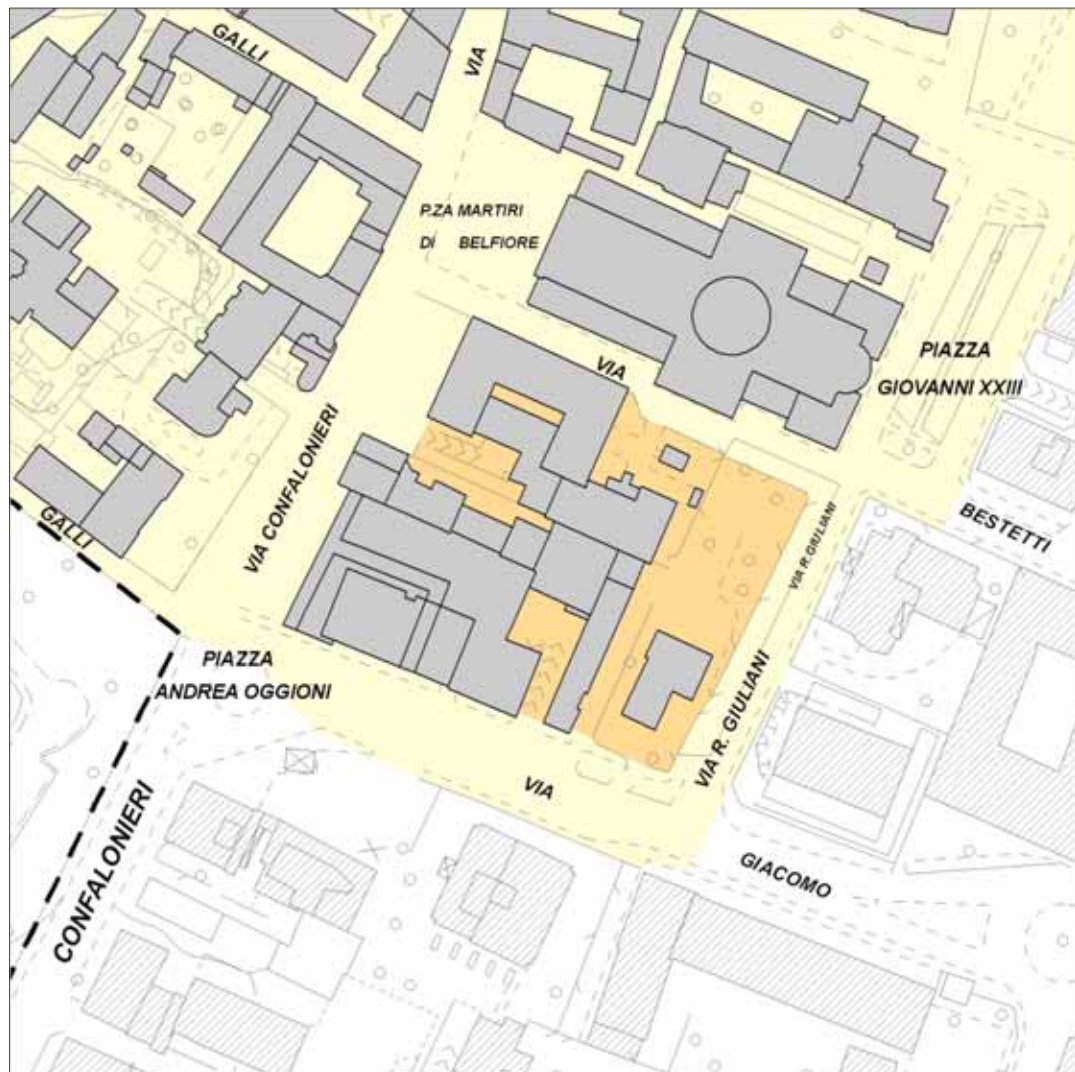 GALLI
VIA
P.ZA MARTIRI
DI BELFIORE
VIA
PIAZZA
GIOVANNI XXIII
VIA CONFALONIERI
GALLI
BESTETTI
VIA R.GIULIANI
PIAZZA
ANDREA OGGIONI
VIA R. GIULIANI
VIA
GIACOMO
CONFALONIERI